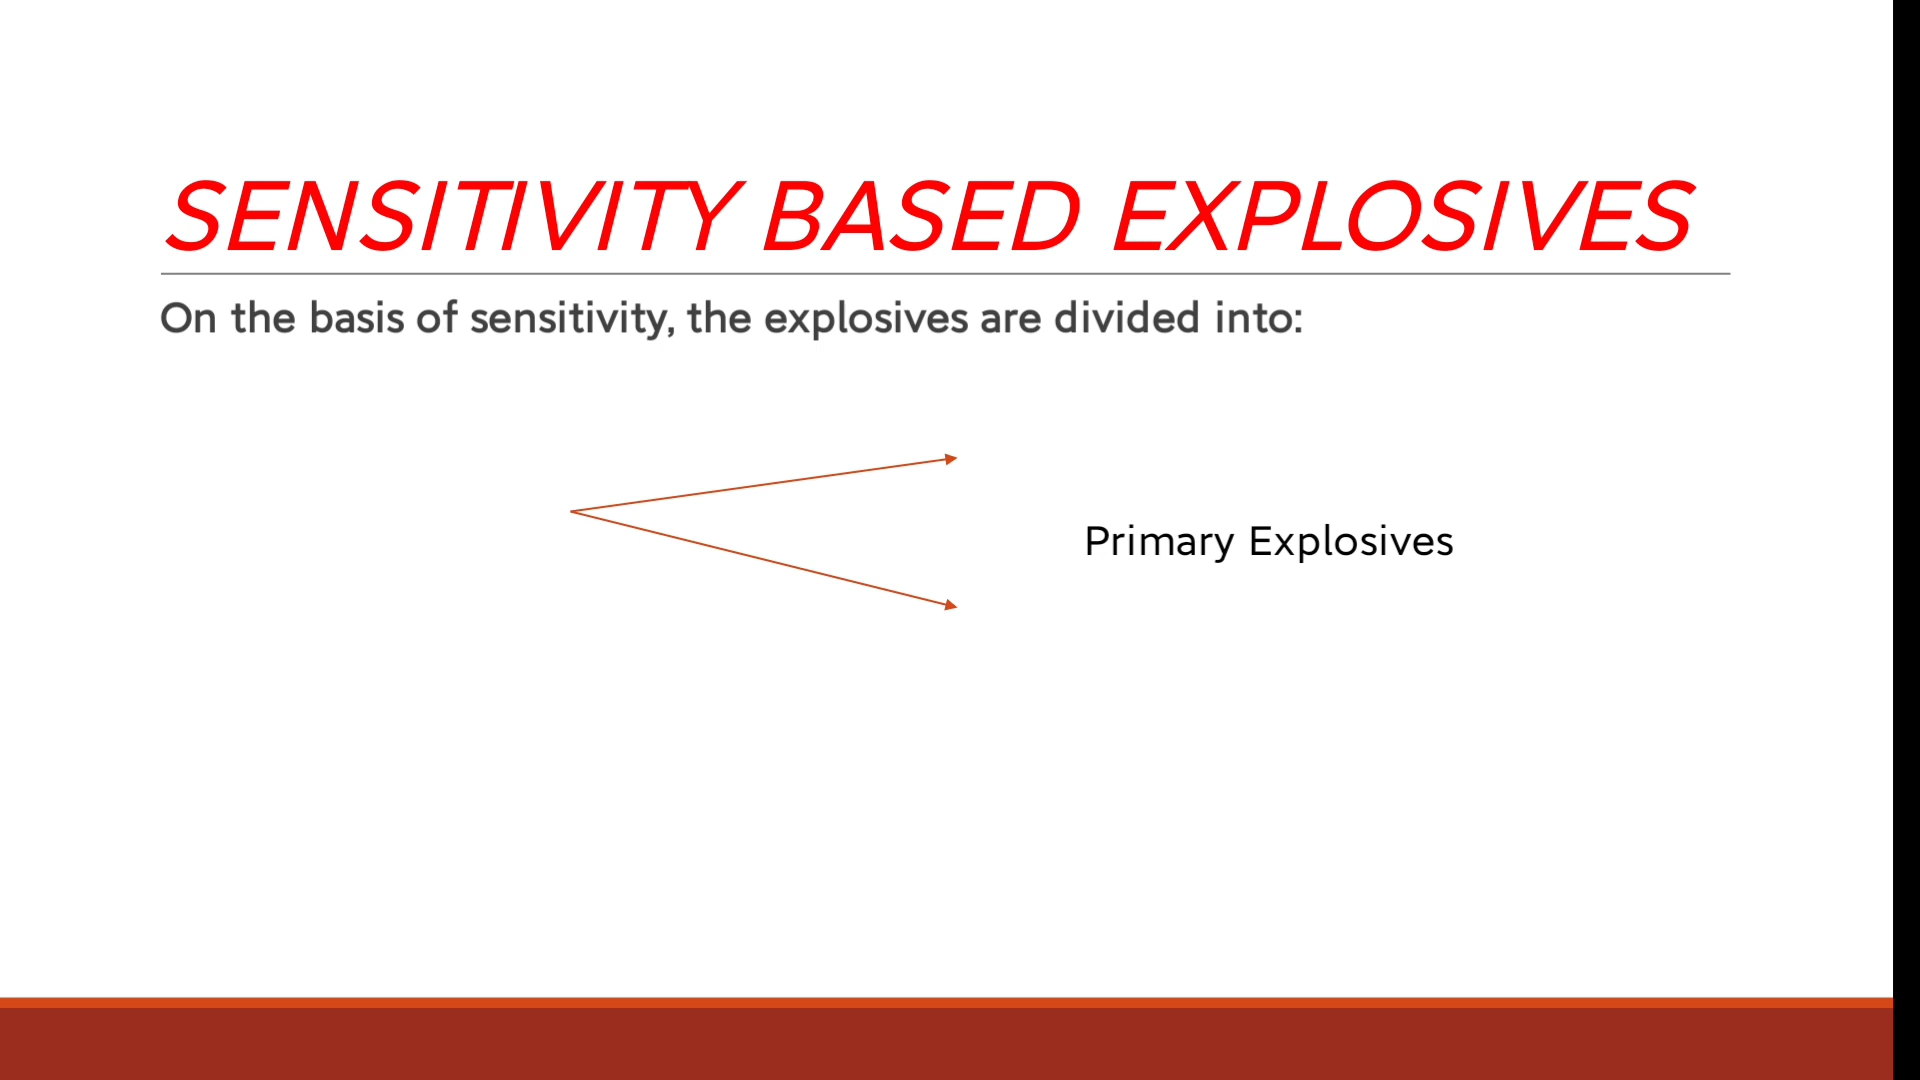 SENSITIVITY BASED EXPLOSIVES
On the basis of sensitivity, the explosives are divided into:
Primary Explosives